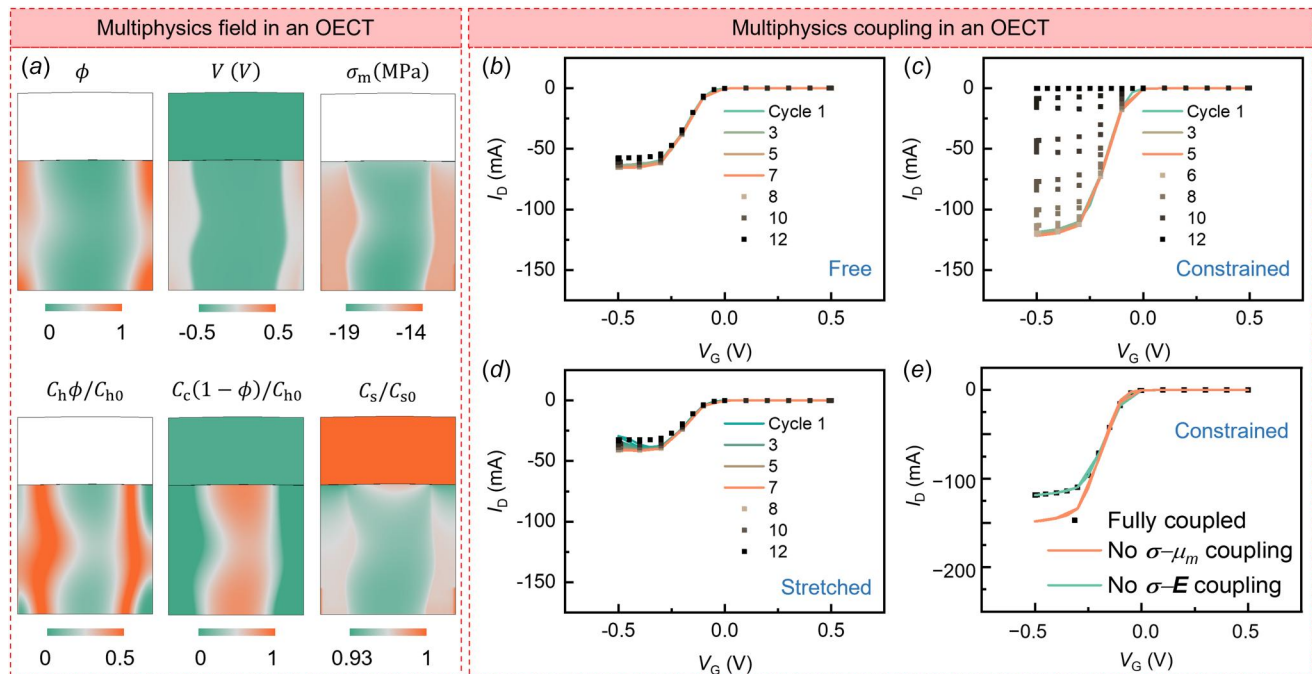 Multiphysics field in an OECT
(a)
ϕ
V (V)
σm(MPa)
0 1
-0.5 0.5
-19 -14
Chϕ/Ch0
Cc(1 − ϕ)/Ch0
Cs/Cs0
0 0.5
0 1
0.93 1
Multiphysics coupling in an OECT
(b)
0
-50
-100
-150
ID (mA)
Cycle 1
3
5
7
8
10
12
Free
-0.5 0.0 0.5
VG (V)
(c)
0
-50
-100
-150
ID (mA)
Cycle 1
3
5
6
8
10
12
Constrained
-0.5 0.0 0.5
VG (V)
(d)
0
-50
-100
-150
ID (mA)
Cycle 1
3
5
7
8
10
12
Stretched
-0.5 0.0 0.5
VG (V)
(e)
0
−100
−200
ID (mA)
Constrained
Fully coupled
No σ–μm coupling
No σ–E coupling
−0.5 0.0 0.5
VG (V)